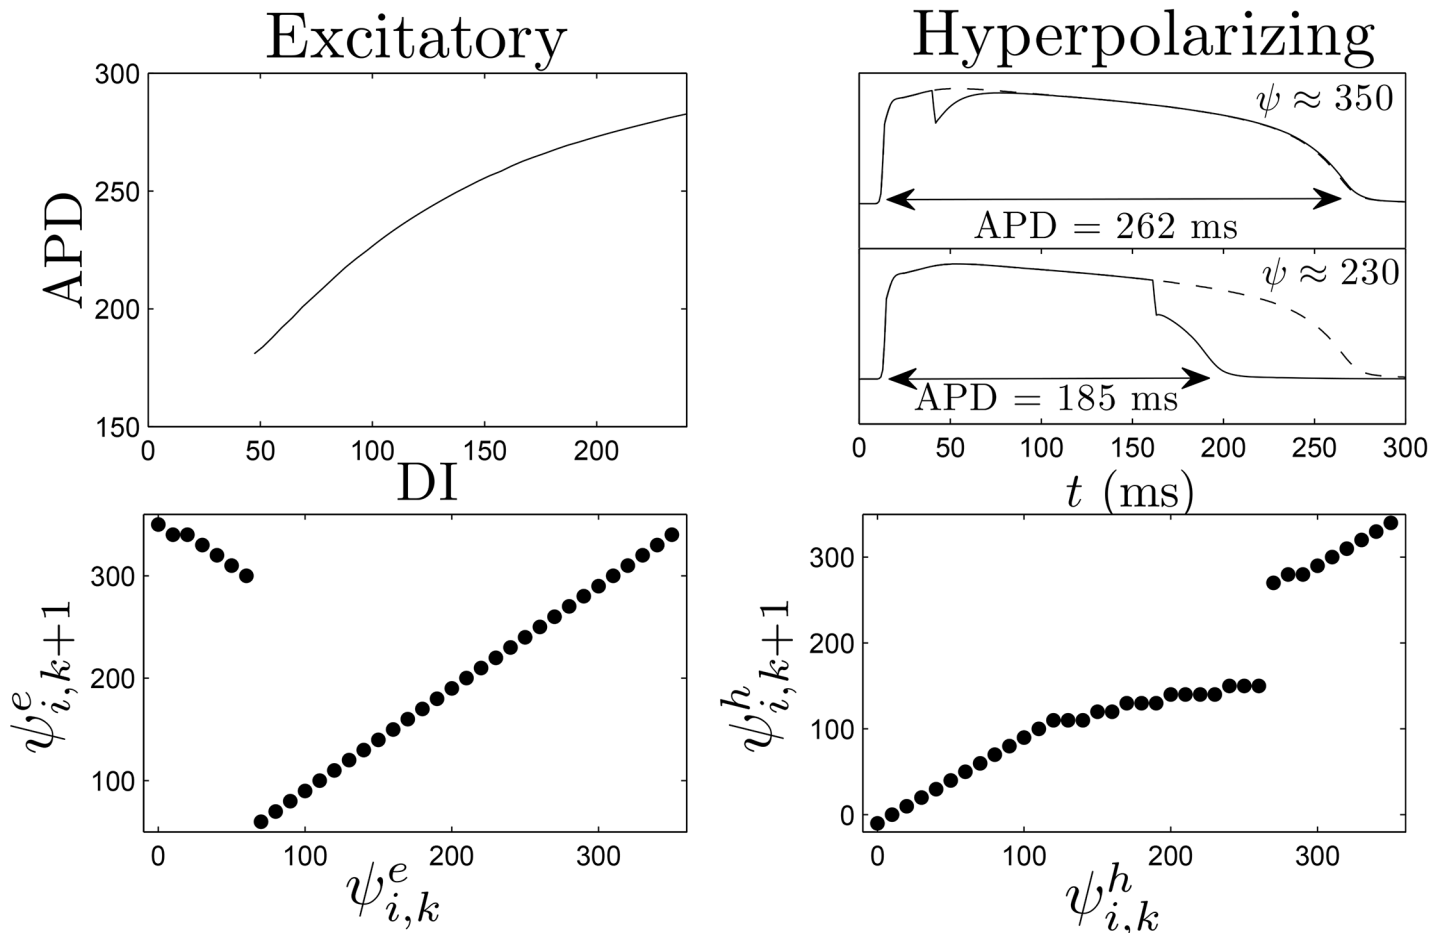 Excitatory
Hyperpolarizing
300
250
200
150
APD
0 50 100 150 200
DI
ψ ≈ 350
APD = 262 ms
ψ ≈ 230
APD = 185 ms
0 50 100 150 200 250 300
t (ms)
300
200
100
ψ^e_{i,k+1}
0 100 200 300
ψ^e_{i,k}
300
200
100
0
ψ^h_{i,k+1}
0 100 200 300
ψ^h_{i,k}